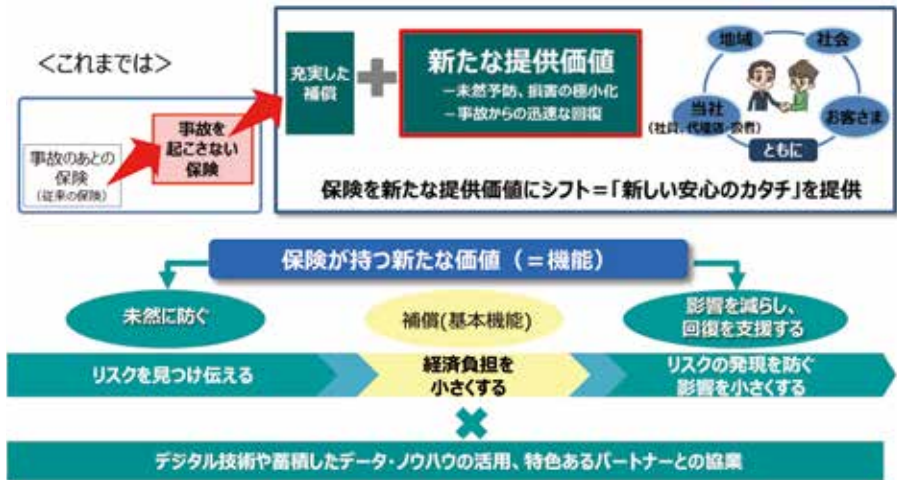 <これまでは>
事故のあとの
保険
(従来の保険)
事故を
起こさない
保険
充実した
補償
新たな提供価値
－未然予防、損害の極小化
－事故からの迅速な回復
地域
社会
当社
(社員、代理店・扱者)
お客さま
ともに
保険を新たな提供価値にシフト＝「新しい安心のカタチ」を提供
保険が持つ新たな価値（＝機能）
未然に防ぐ
補償(基本機能)
影響を減らし、
回復を支援する
リスクを見つけ伝える
経済負担を
小さくする
リスクの発現を防ぐ
影響を小さくする
デジタル技術や蓄積したデータ・ノウハウの活用、特色あるパートナーとの協業